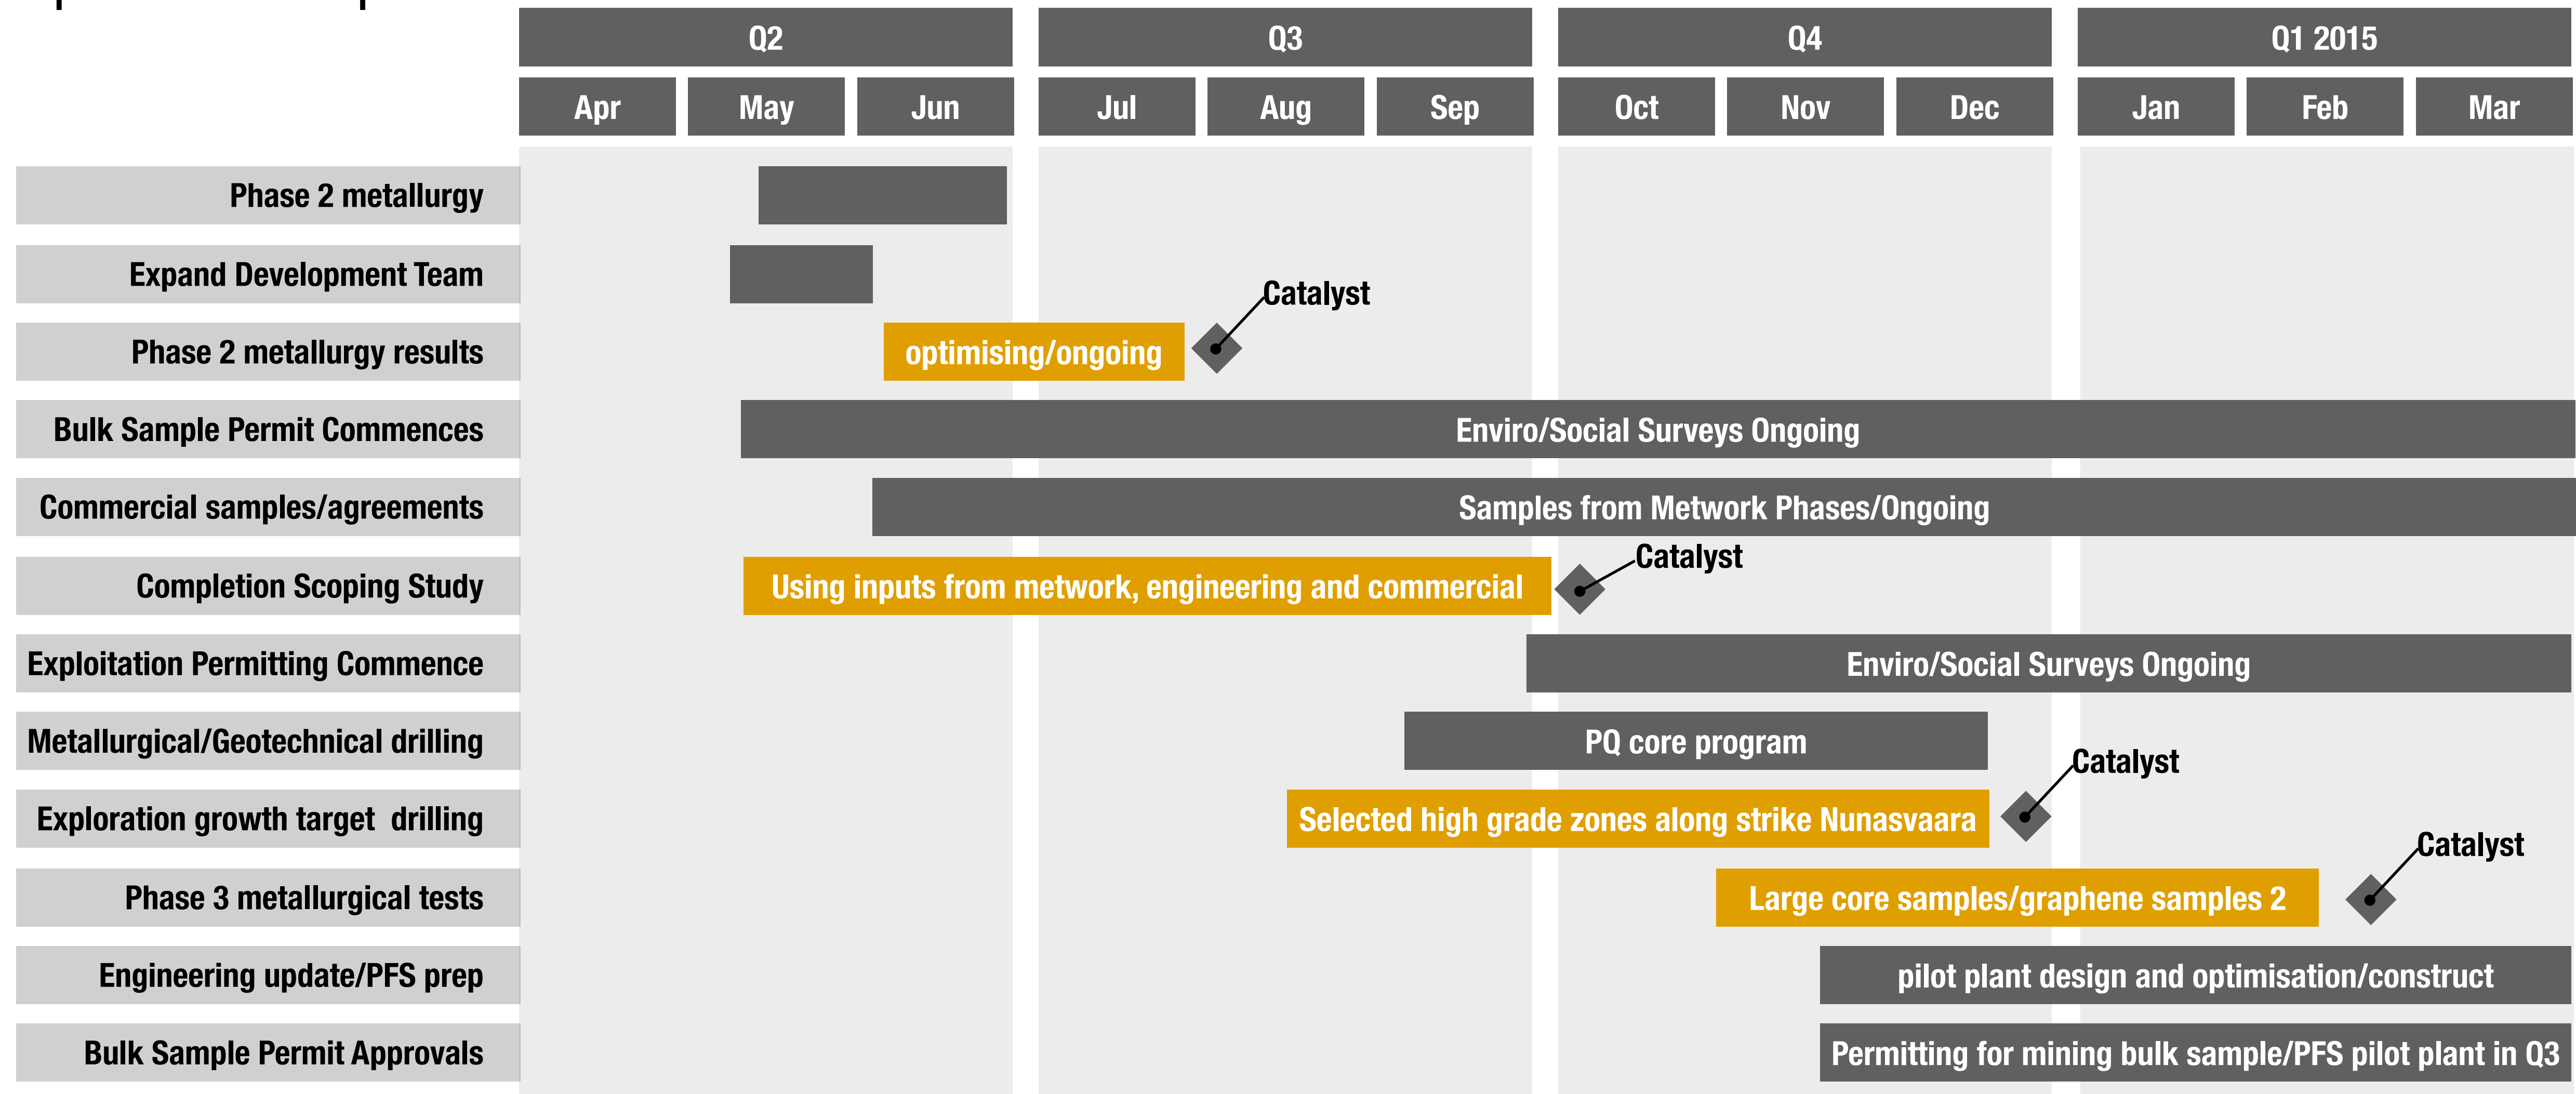 Q2 Q3 Q4 Q1 2015
Apr May Jun Jul Aug Sep Oct Nov Dec Jan Feb Mar
Phase 2 metallurgy
Expand Development Team
Catalyst
Phase 2 metallurgy results optimising/ongoing
Bulk Sample Permit Commences Enviro/Social Surveys Ongoing
Commercial samples/agreements Samples from Metwork Phases/Ongoing
Catalyst
Completion Scoping Study Using inputs from metwork, engineering and commercial
Exploitation Permitting Commence Enviro/Social Surveys Ongoing
Metallurgical/Geotechnical drilling PQ core program
Catalyst
Exploration growth target  drilling Selected high grade zones along strike Nunasvaara
Catalyst
Phase 3 metallurgical tests Large core samples/graphene samples 2
Engineering update/PFS prep pilot plant design and optimisation/construct
Bulk Sample Permit Approvals Permitting for mining bulk sample/PFS pilot plant in Q3